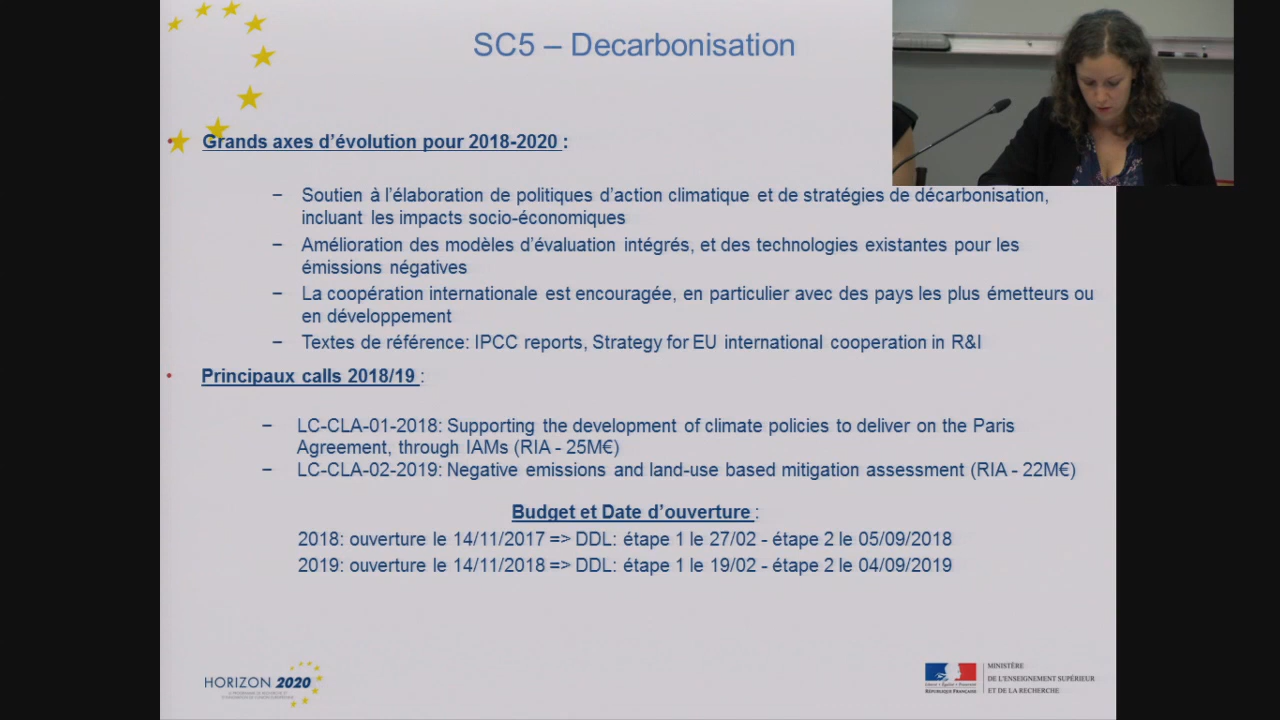 SC5 – Decarbonisation
• Grands axes d'évolution pour 2018-2020 :
– Soutien à l'élaboration de politiques d'action climatique et de stratégies de décarbonisation,
incluant les impacts socio-économiques
– Amélioration des modèles d'évaluation intégrés, et des technologies existantes pour les
émissions négatives
– La coopération internationale est encouragée, en particulier avec des pays les plus émetteurs ou
en développement
– Textes de référence: IPCC reports, Strategy for EU international cooperation in R&I
• Principaux calls 2018/19 :
– LC-CLA-01-2018: Supporting the development of climate policies to deliver on the Paris
Agreement, through IAMs (RIA - 25M€)
– LC-CLA-02-2019: Negative emissions and land-use based mitigation assessment (RIA - 22M€)
Budget et Date d'ouverture :
2018: ouverture le 14/11/2017 => DDL: étape 1 le 27/02 - étape 2 le 05/09/2018
2019: ouverture le 14/11/2018 => DDL: étape 1 le 19/02 - étape 2 le 04/09/2019
HORIZON 2020
RÉPUBLIQUE FRANÇAISE
MINISTÈRE
DE L'ENSEIGNEMENT SUPÉRIEUR
ET DE LA RECHERCHE